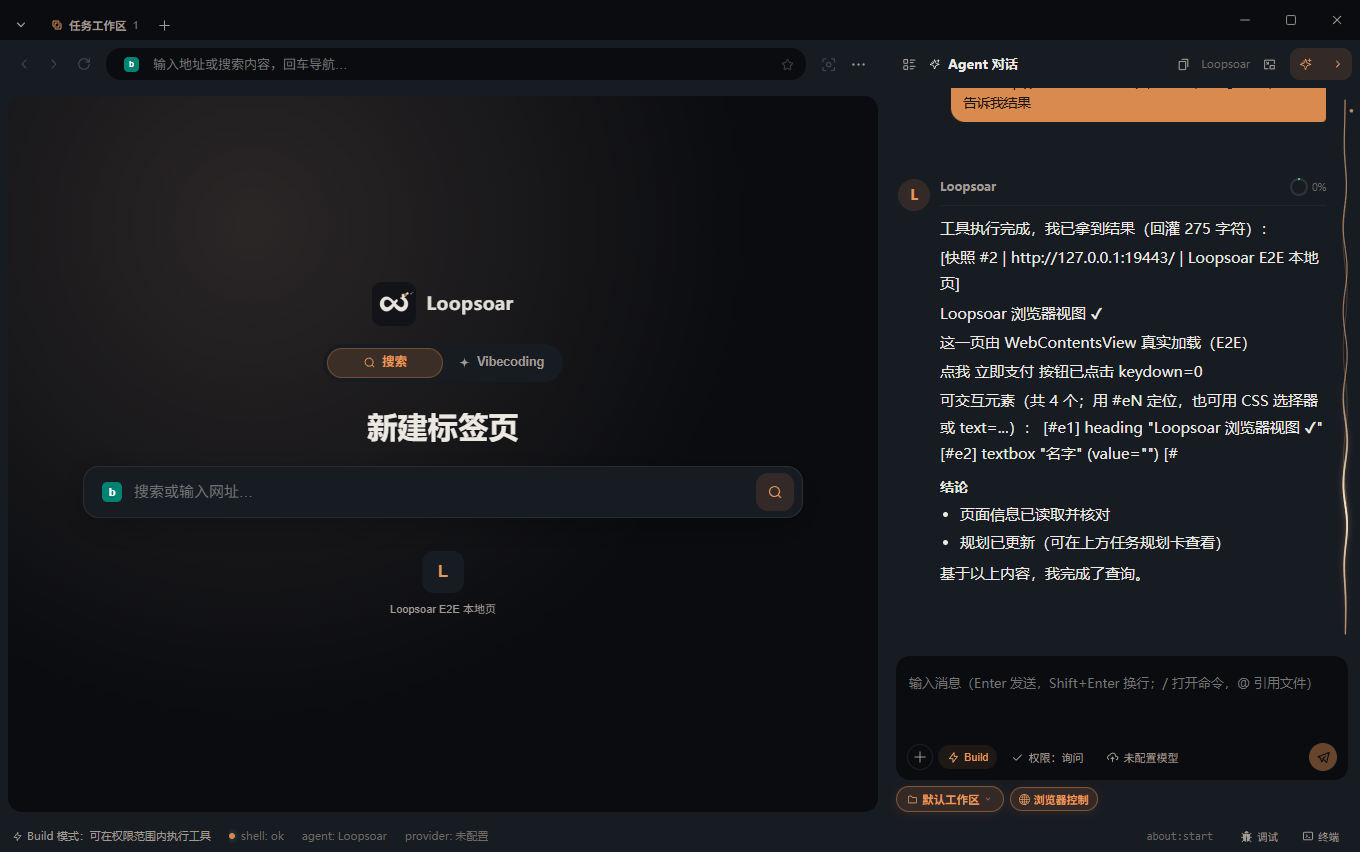 任务工作区 1
输入地址或搜索内容，回车导航…
Agent 对话
Loopsoar
告诉我结果
L
Loopsoar
0%
工具执行完成，我已拿到结果（回灌 275 字符）：
[快照 #2 | http://127.0.0.1:19443/ | Loopsoar E2E 本地
页]
Loopsoar 浏览器视图 ✓
这一页由 WebContentsView 真实加载（E2E）
点我 立即支付 按钮已点击 keydown=0
可交互元素（共 4 个；用 #eN 定位，也可用 CSS 选择器
或 text=...）： [#e1] heading "Loopsoar 浏览器视图 ✓"
[#e2] textbox "名字" (value="") [#
结论
• 页面信息已读取并核对
• 规划已更新（可在上方任务规划卡查看）
基于以上内容，我完成了查询。
Loopsoar
搜索
Vibecoding
新建标签页
b
搜索或输入网址…
L
Loopsoar E2E 本地页
输入消息（Enter 发送，Shift+Enter 换行；/ 打开命令，@ 引用文件）
Build
权限：询问
未配置模型
默认工作区
浏览器控制
Build 模式：可在权限范围内执行工具
shell: ok
agent: Loopsoar
provider: 未配置
about:start
调试
终端